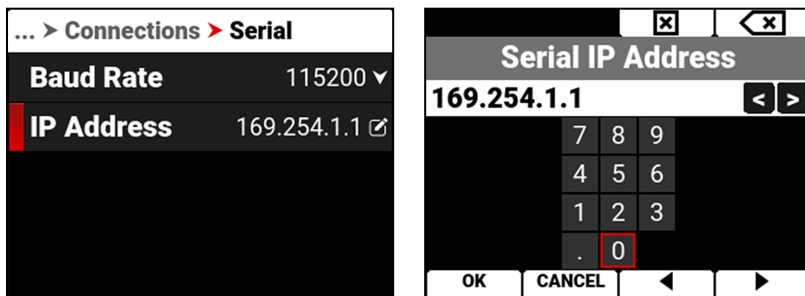 ... > Connections > Serial
Baud Rate 115200
IP Address 169.254.1.1
Serial IP Address
169.254.1.1 < >
7 8 9
4 5 6
1 2 3
. 0
OK CANCEL